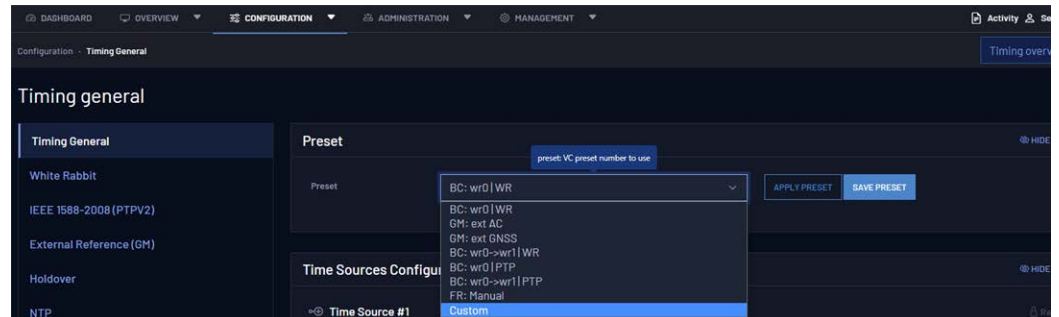 DASHBOARD OVERVIEW CONFIGURATION ADMINISTRATION MANAGEMENT Activity
Configuration · Timing General Timing
Timing general
Timing General
White Rabbit
IEEE 1588-2008 (PTPV2)
External Reference (GM)
Holdover
NTP
Preset HIDE
preset: VC preset number to use
Preset BC: wr0|WR APPLY PRESET SAVE PRESET
BC: wr0|WR
GM: ext AC
GM: ext GNSS
BC: wr0->wr1|WR
BC: wr0|PTP
BC: wr0->wr1|PTP
FR: Manual
Custom
Time Sources HIDE
Time Source #1